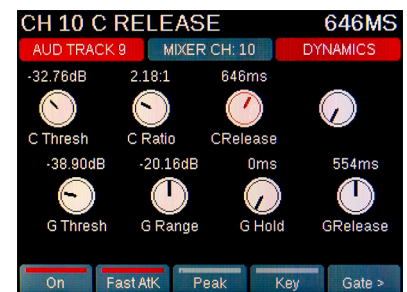 CH 10 C RELEASE 646MS
AUD TRACK 9 MIXER CH: 10 DYNAMICS
-32.76dB 2.18:1 646ms
C Thresh C Ratio CRelease
-38.90dB -20.16dB 0ms 554ms
G Thresh G Range G Hold GRelease
On Fast AtK Peak Key Gate >